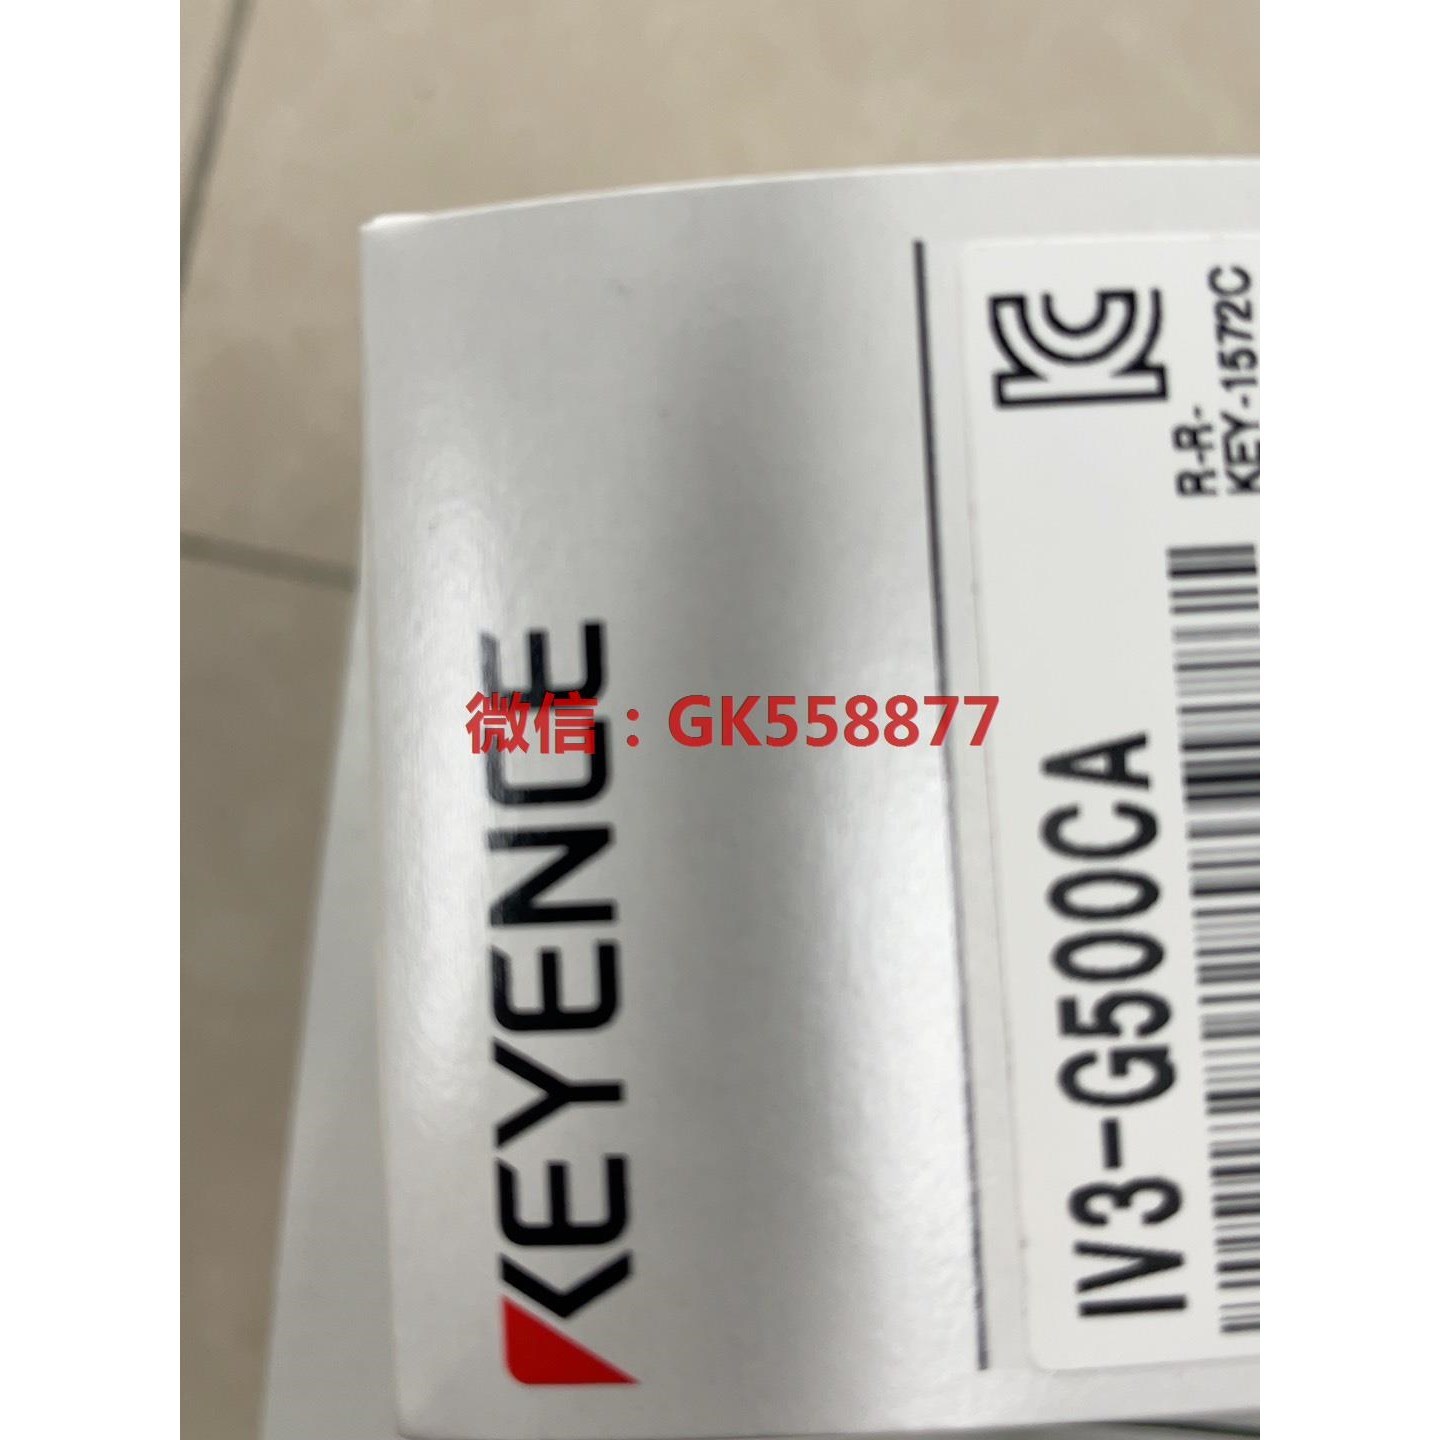 KEYENCE
微信：GK558877
R-R-
KEY-1572C
IV3-G500CA